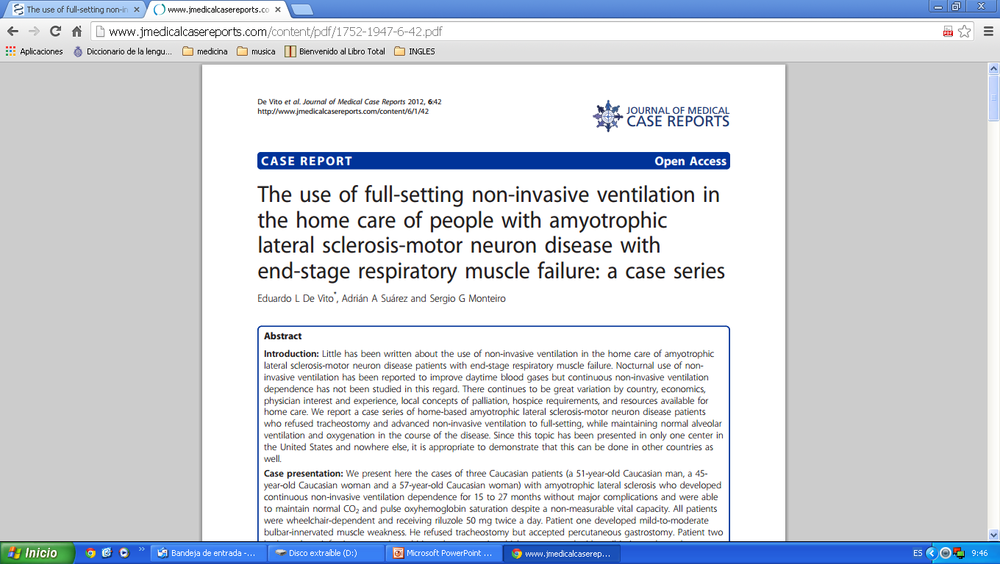 The use of full-setting non-in
www.jmedicalcasereports.co
www.jmedicalcasereports.com/content/pdf/1752-1947-6-42.pdf
Aplicaciones Diccionario de la lengu... medicina musica Bienvenido al Libro Total INGLES
De Vito et al. Journal of Medical Case Reports 2012, 6:42
http://www.jmedicalcasereports.com/content/6/1/42
JOURNAL OF MEDICAL
CASE REPORTS
CASE REPORT Open Access
The use of full-setting non-invasive ventilation in
the home care of people with amyotrophic
lateral sclerosis-motor neuron disease with
end-stage respiratory muscle failure: a case series
Eduardo L De Vito*, Adrián A Suárez and Sergio G Monteiro
Abstract
Introduction: Little has been written about the use of non-invasive ventilation in the home care of amyotrophic
lateral sclerosis-motor neuron disease patients with end-stage respiratory muscle failure. Nocturnal use of non-
invasive ventilation has been reported to improve daytime blood gases but continuous non-invasive ventilation
dependence has not been studied in this regard. There continues to be great variation by country, economics,
physician interest and experience, local concepts of palliation, hospice requirements, and resources available for
home care. We report a case series of home-based amyotrophic lateral sclerosis-motor neuron disease patients
who refused tracheostomy and advanced non-invasive ventilation to full-setting, while maintaining normal alveolar
ventilation and oxygenation in the course of the disease. Since this topic has been presented in only one center in
the United States and nowhere else, it is appropriate to demonstrate that this can be done in other countries as
well.
Case presentation: We present here the cases of three Caucasian patients (a 51-year-old Caucasian man, a 45-
year-old Caucasian woman and a 57-year-old Caucasian woman) with amyotrophic lateral sclerosis who developed
continuous non-invasive ventilation dependence for 15 to 27 months without major complications and were able
to maintain normal CO2 and pulse oxyhemoglobin saturation despite a non-measurable vital capacity. All patients
were wheelchair-dependent and receiving riluzole 50 mg twice a day. Patient one developed mild-to-moderate
bulbar-innervated muscle weakness. He refused tracheostomy but accepted percutaneous gastrostomy. Patient two
Inicio Bandeja de entrada -... Disco extraíble (D:) Microsoft PowerPoint ... www.jmedicalcaserep... ES 9:46